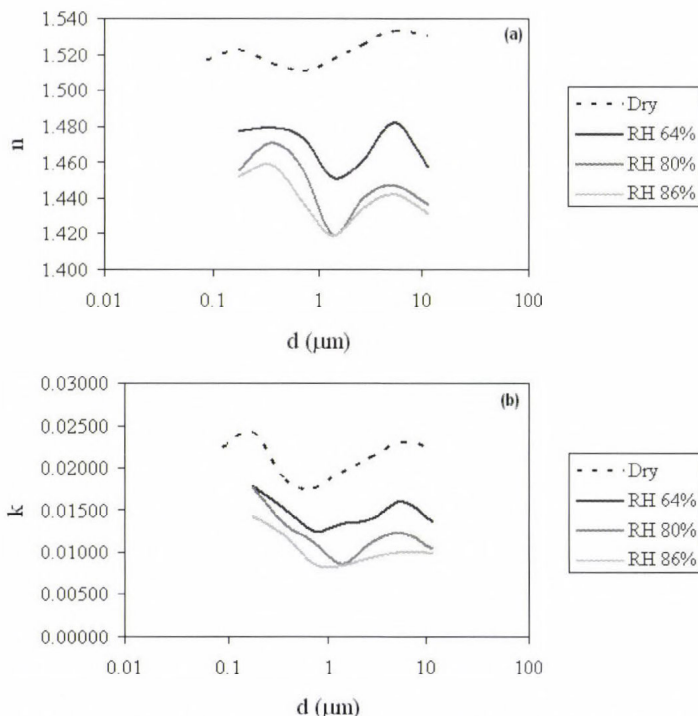 (a)
1.540
1.520
1.500
1.480
1.460
1.440
1.420
1.400
n
0.01 0.1 1 10 100
d (μm)
Dry
RH 64%
RH 80%
RH 86%
(b)
0.03000
0.02500
0.02000
0.01500
0.01000
0.00500
0.00000
k
0.01 0.1 1 10 100
d (μm)
Dry
RH 64%
RH 80%
RH 86%